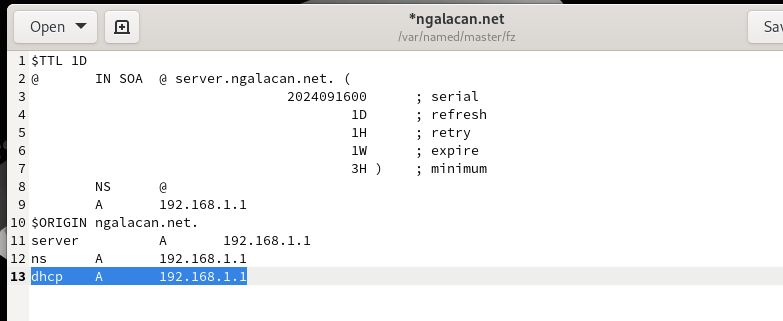 Open
*ngalacan.net
/var/named/master/fz
Sav
1 $TTL 1D
2 @ IN SOA @ server.ngalacan.net. (
3 2024091600 ; serial
4 1D ; refresh
5 1H ; retry
6 1W ; expire
7 3H ) ; minimum
8 NS @
9 A 192.168.1.1
10 $ORIGIN ngalacan.net.
11 server A 192.168.1.1
12 ns A 192.168.1.1
13 dhcp A 192.168.1.1